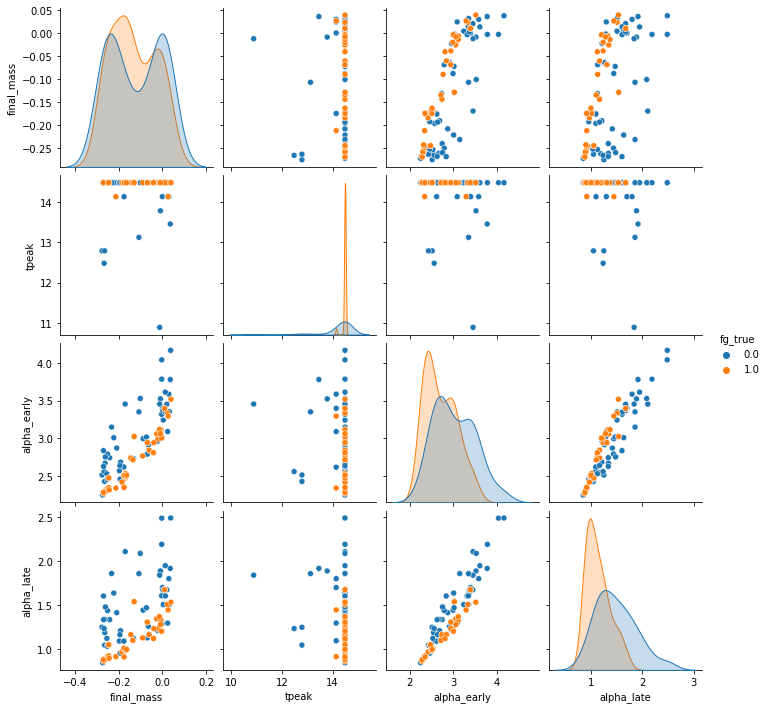 0.05
0.00
−0.05
−0.10
−0.15
−0.20
−0.25
final_mass
14
13
12
11
tpeak
fg_true
0.0
1.0
4.0
3.5
3.0
2.5
alpha_early
2.5
2.0
1.5
1.0
alpha_late
−0.4 −0.2 0.0 0.2
10 12 14
2 3 4
1 2 3
final_mass tpeak alpha_early alpha_late